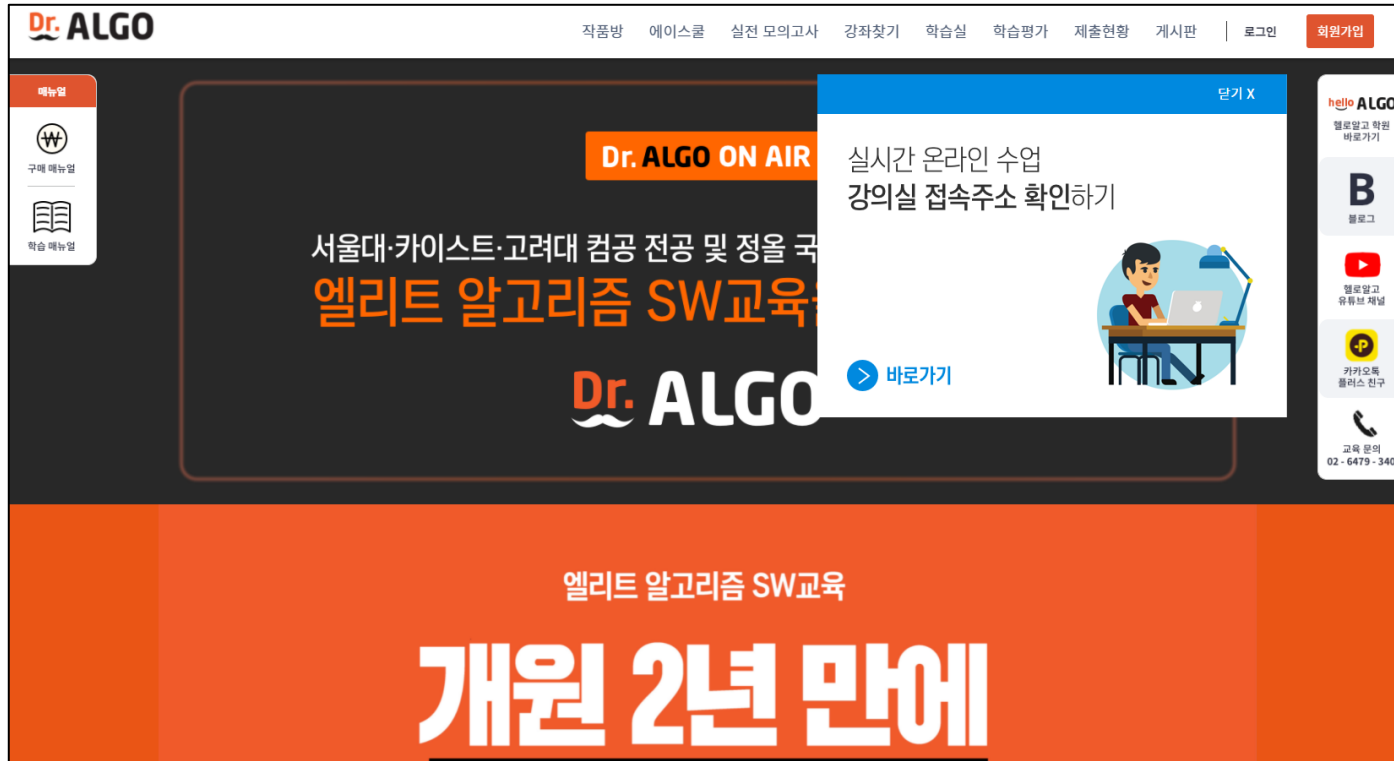 Dr. ALGO
작품방 에이스쿨 실전 모의고사 강좌찾기 학습실 학습평가 제출현황 게시판 로그인 회원가입
매뉴얼
구매 매뉴얼
학습 매뉴얼
Dr. ALGO ON AIR
서울대·카이스트·고려대 컴공 전공 및 정올 국
엘리트 알고리즘 SW교육
Dr. ALGO
닫기 X
실시간 온라인 수업
강의실 접속주소 확인하기
바로가기
hello ALGO
헬로알고 학원
바로가기
B
블로그
헬로알고
유튜브 채널
P
카카오톡
플러스 친구
교육 문의
02 - 6479 - 340
엘리트 알고리즘 SW교육
개원 2년 만에